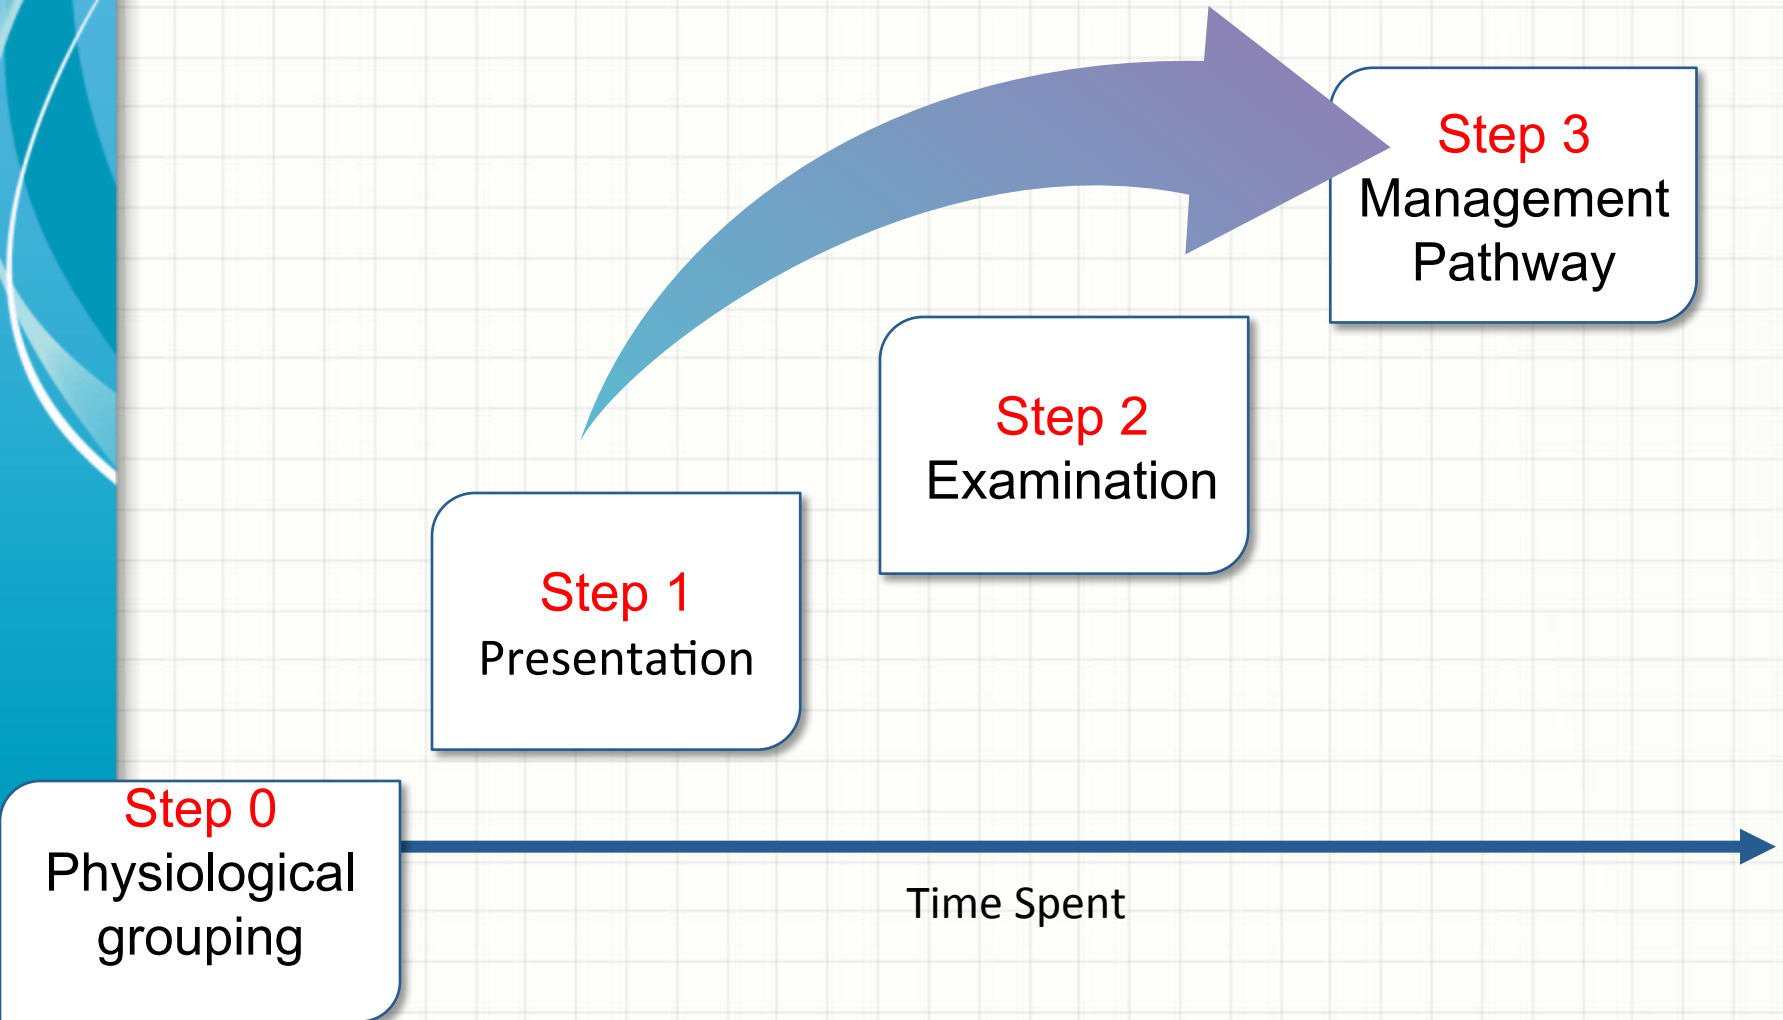 Step 3
Management
Pathway
Step 2
Examination
Step 1
Presentation
Step 0
Physiological
grouping
Time Spent